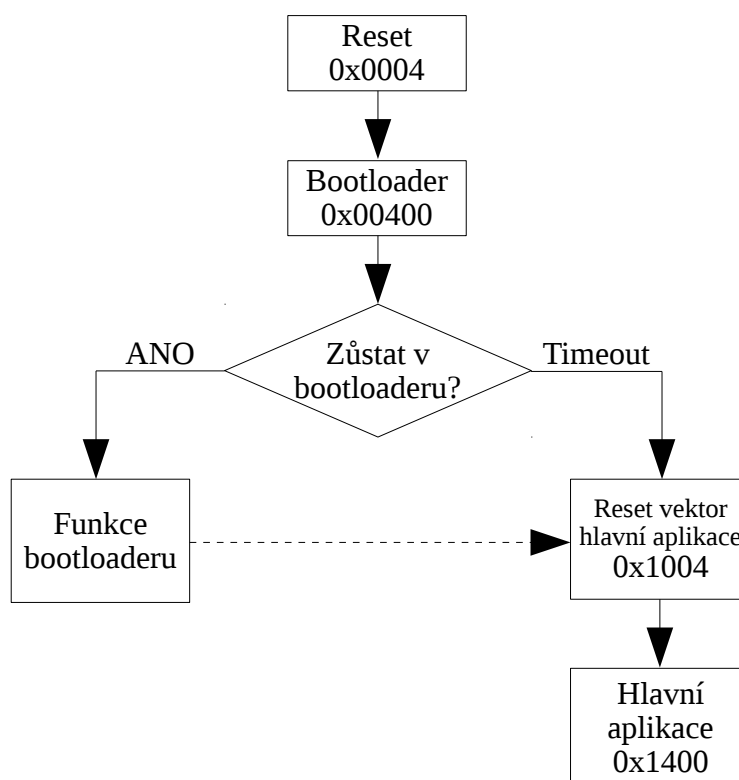 Reset
0x0004
Bootloader
0x00400
ANO
Zůstat v
bootloaderu?
Timeout
Funkce
bootloaderu
Reset vektor
hlavní aplikace
0x1004
Hlavní
aplikace
0x1400